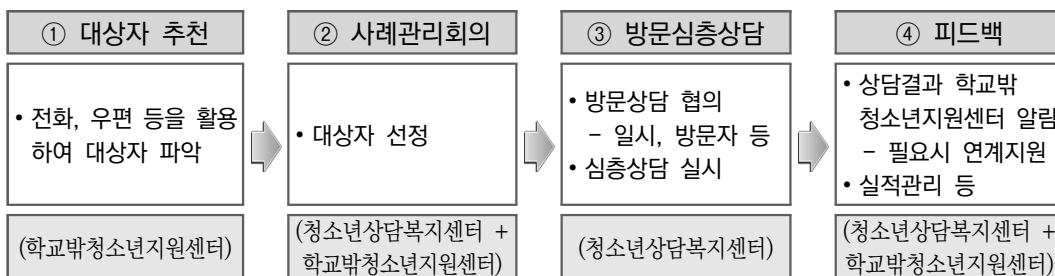 ① 대상자 추천
• 전화, 우편 등을 활용
하여 대상자 파악
(학교밖청소년지원센터)
② 사례관리회의
• 대상자 선정
(청소년상담복지센터 +
학교밖청소년지원센터)
③ 방문심층상담
• 방문상담 협의
- 일시, 방문자 등
• 심층상담 실시
(청소년상담복지센터)
④ 피드백
• 상담결과 학교밖
청소년지원센터 알림
- 필요시 연계지원
• 실적관리 등
(청소년상담복지센터 +
학교밖청소년지원센터)